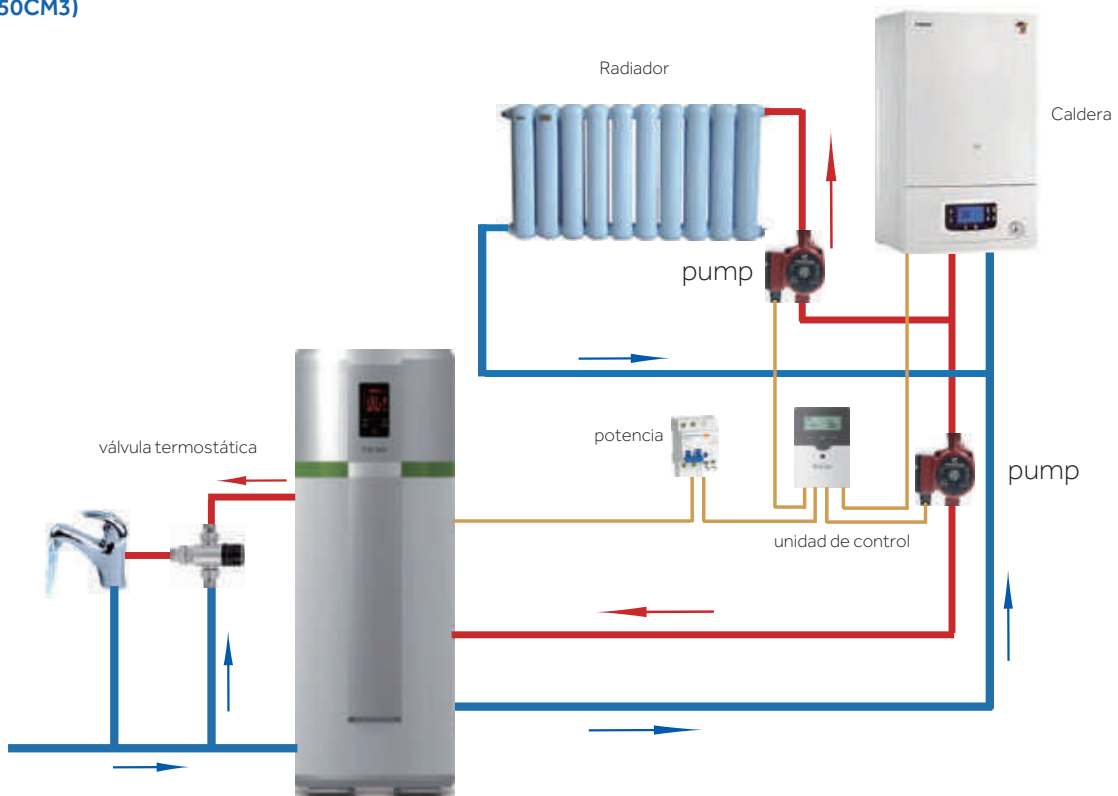 50CM3)
Radiador
Caldera
pump
potencia
válvula termostática
pump
unidad de control